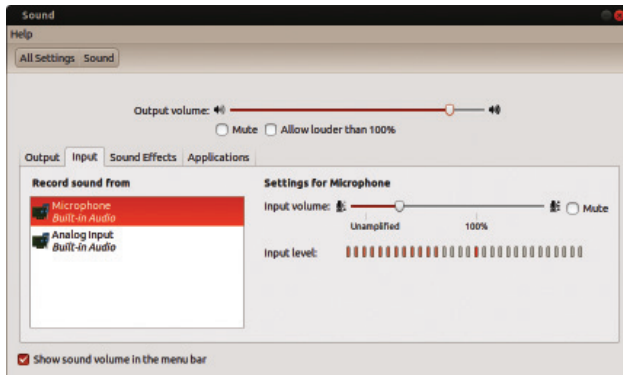 Sound
Help
All Settings Sound
Output volume:
Mute Allow louder than 100%
Output Input Sound Effects Applications
Record sound from
Microphone
Built-in Audio
Analog Input
Built-in Audio
Settings for Microphone
Input volume: Mute
Unamplified 100%
Input level:
Show sound volume in the menu bar